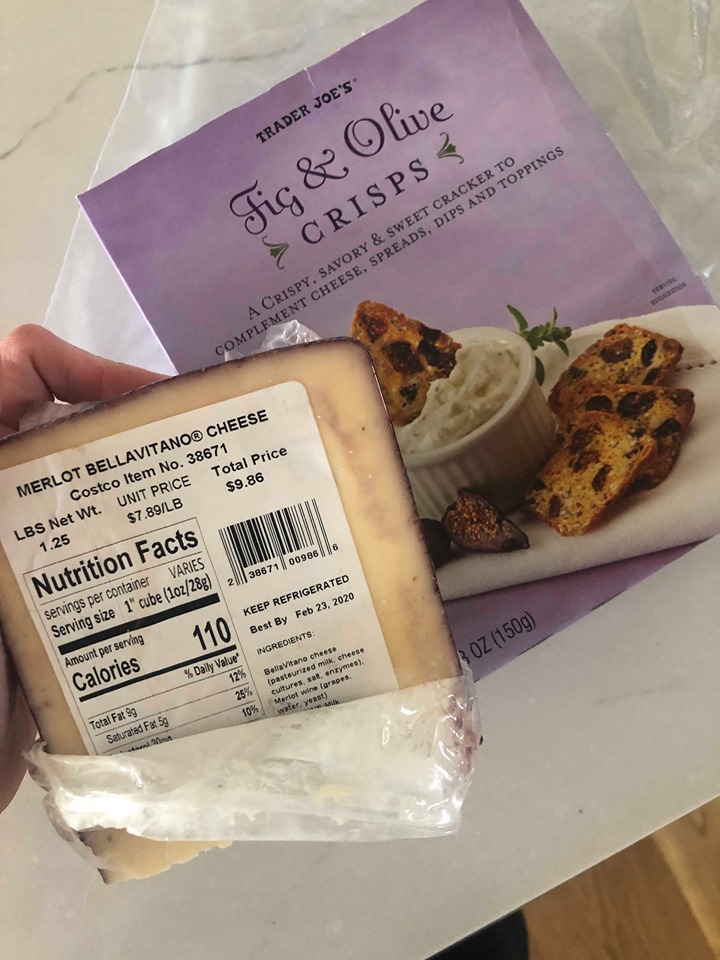 TRADER JOE'S®
Fig & Olive
CRISPS
A CRISPY, SAVORY & SWEET CRACKER TO
COMPLEMENT CHEESE, SPREADS, DIPS AND TOPPINGS
SERVING
SUGGESTION
OZ (150g)
MERLOT BELLAVITANO® CHEESE
Costco Item No. 38671
LBS Net Wt. UNIT PRICE Total Price
1.25 $7.89/LB $9.86
Nutrition Facts
servings per container VARIES
Serving size 1" cube (1oz/28g)
Amount per serving
Calories 110
% Daily Value*
Total Fat 9g 12%
Saturated Fat 5g 25%
30mg 10%
2 38671 00986 6
KEEP REFRIGERATED
Best By Feb 23, 2020
INGREDIENTS:
BellaVitano cheese
(pasteurized milk, cheese
cultures, salt, enzymes),
Merlot wine (grapes,
water, yeast)
Milk